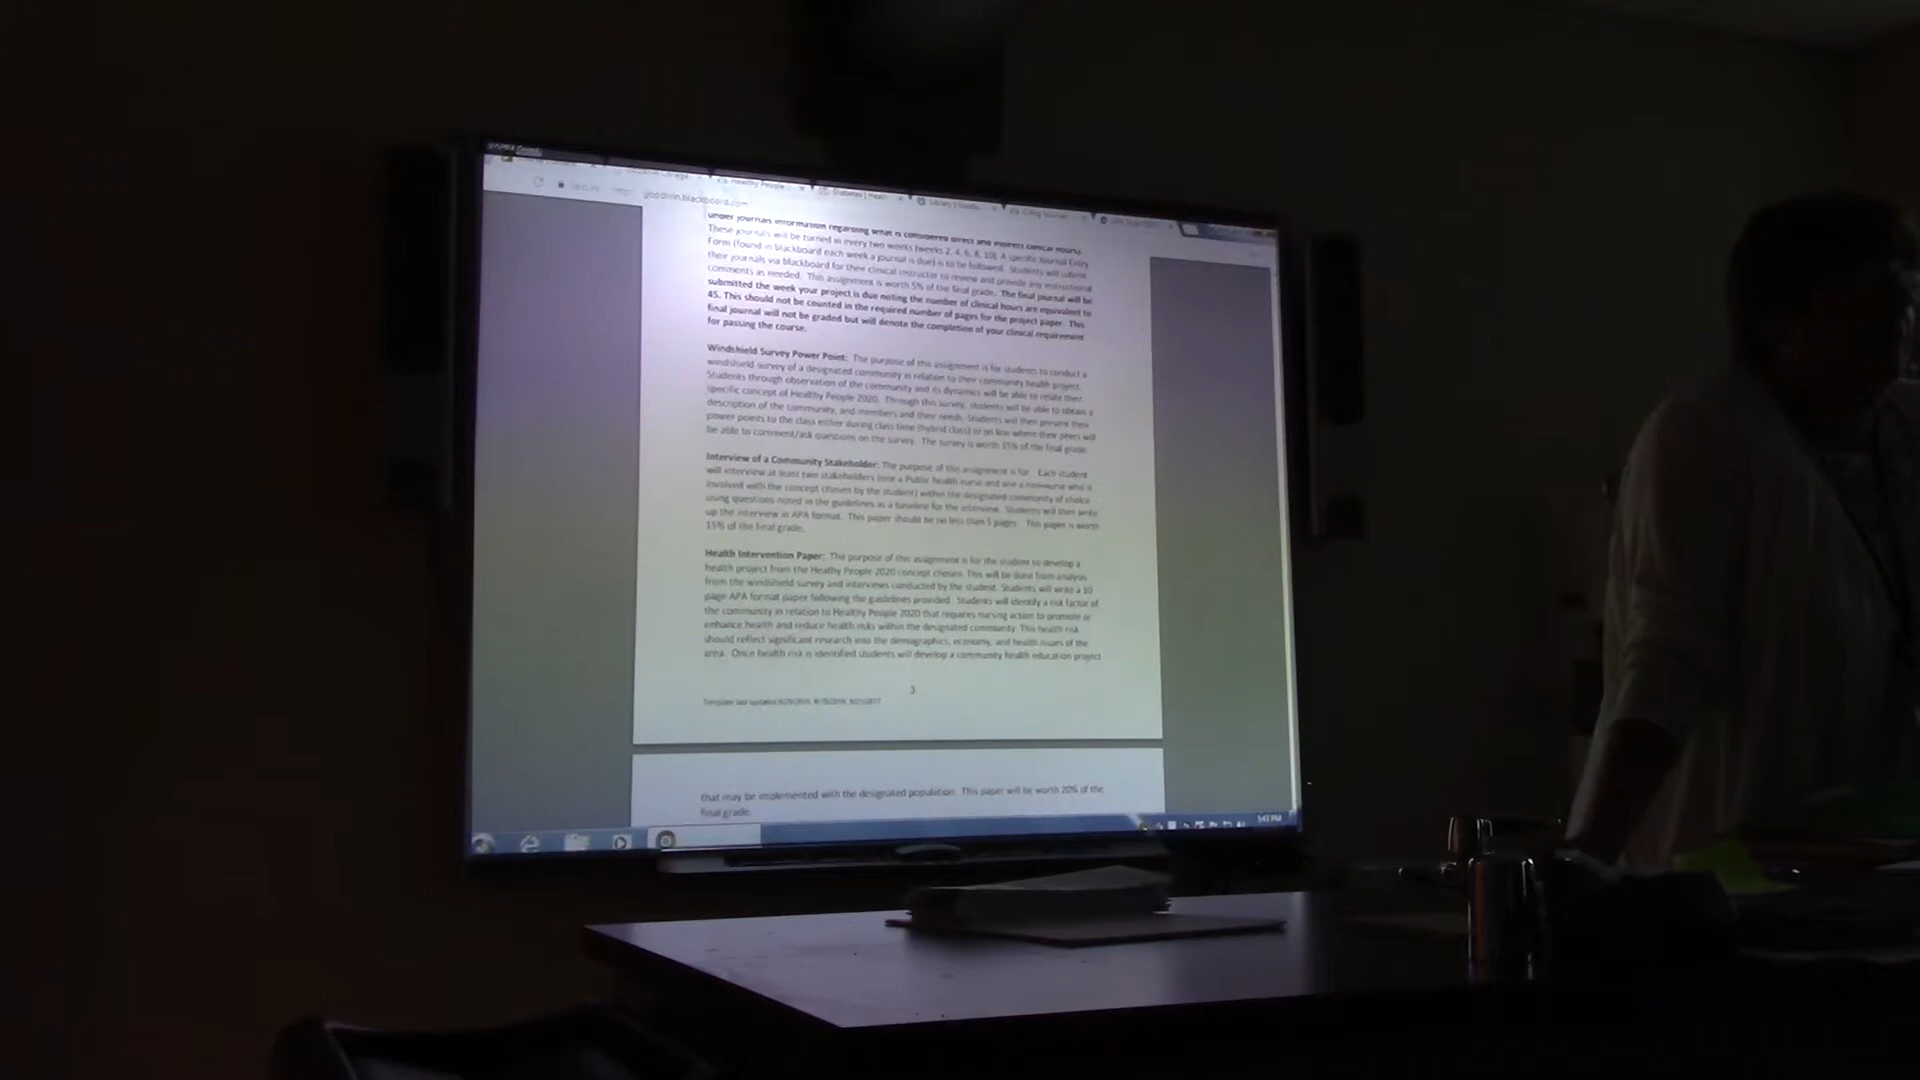 goodwin.blackboard.com
under journals information regarding what is considered direct and indirect clinical hours.
These journals will be turned in every two weeks (weeks 2, 4, 6, 8, 10). A specific Journal Entry
Form (found in blackboard each week a journal is due) is to be followed. Students will submit
their journals via blackboard for their clinical instructor to review and provide any instructional
comments as needed. This assignment is worth 5% of the final grade. The final journal will be
submitted the week your project is due noting the number of clinical hours are equivalent to
45. This should not be counted in the required number of pages for the project paper. This
final journal will not be graded but will denote the completion of your clinical requirement
for passing the course.
Windshield Survey Power Point: The purpose of this assignment is for students to conduct a
windshield survey of a designated community in relation to their community health project.
Students through observation of the community and its dynamics will be able to relate their
specific concept of Healthy People 2020. Through this survey, students will be able to obtain a
description of the community, and members and their needs. Students will then present their
power points to the class either during class time (hybrid class) or on line where their peers will
be able to comment/ask questions on the survey. The survey is worth 15% of the final grade.
Interview of a Community Stakeholder: The purpose of this assignment is for Each student
will interview at least two stakeholders (one a Public health nurse and one a non-nurse who is
involved with the concept chosen by the student) within the designated community of choice
using questions noted in the guidelines as a baseline for the interview. Students will then write
up the interview in APA format. This paper should be no less than 5 pages. This paper is worth
15% of the final grade.
Health Intervention Paper: The purpose of this assignment is for the student to develop a
health project from the Heathy People 2020 concept chosen. This will be done from analysis
from the windshield survey and interviews conducted by the student. Students will write a 10
page APA format paper following the guidelines provided. Students will identify a risk factor of
the community in relation to Healthy People 2020 that requires nursing action to promote or
enhance health and reduce health risks within the designated community. This health risk
should reflect significant research into the demographics, economy, and health issues of the
area. Once health risk is identified students will develop a community health education project
3
Template last updated
that may be implemented with the designated population. This paper will be worth 20% of the
final grade.
5:43 PM